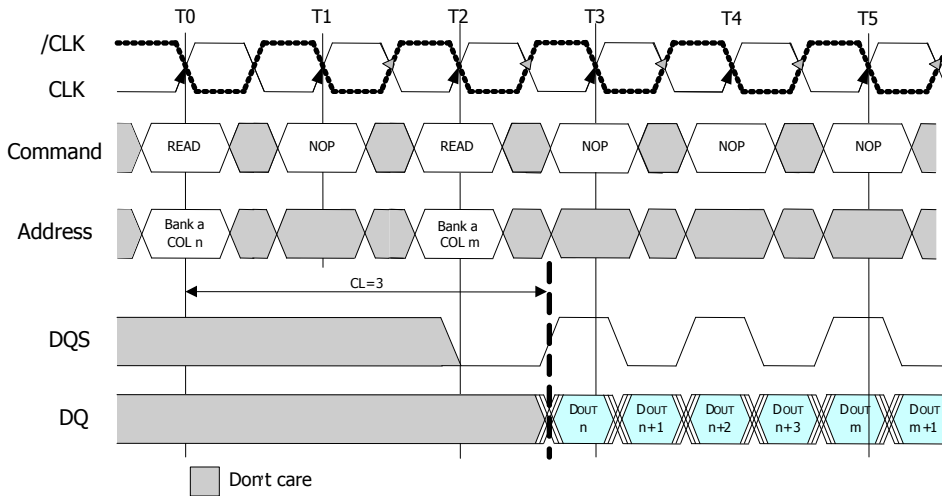 T0 T1 T2 T3 T4 T5
/CLK
CLK
Command READ NOP READ NOP NOP NOP
Address Bank a COL n Bank a COL m
CL=3
DQS
DQ DOUT n DOUT n+1 DOUT n+2 DOUT n+3 DOUT m DOUT m+1
Don't care